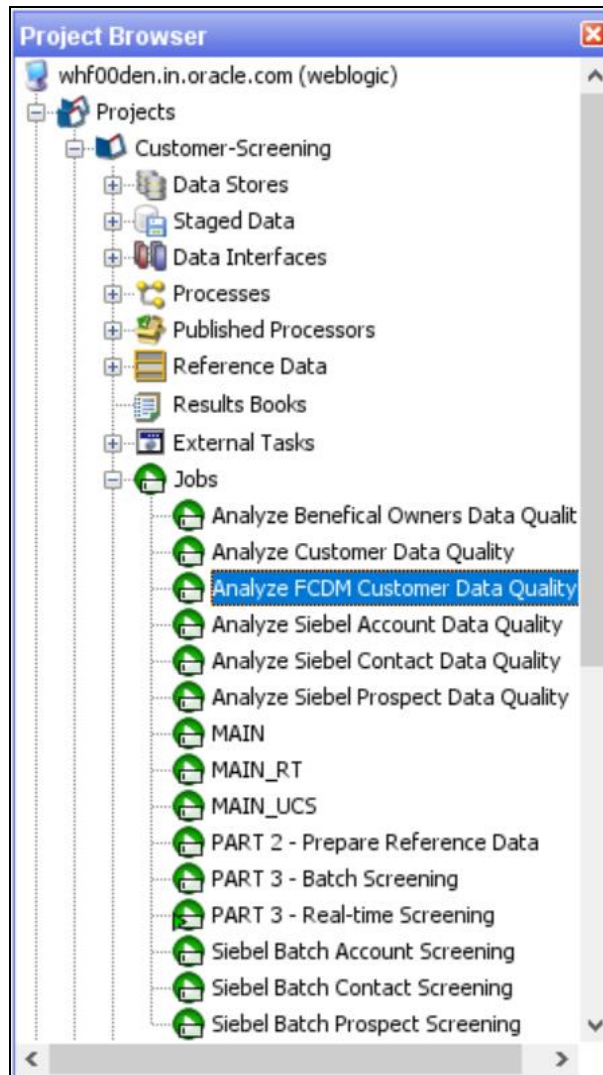 Project Browser
whf00den.in.oracle.com (weblogic)
Projects
Customer-Screening
Data Stores
Staged Data
Data Interfaces
Processes
Published Processors
Reference Data
Results Books
External Tasks
Jobs
Analyze Benefical Owners Data Qualit
Analyze Customer Data Quality
Analyze FCDM Customer Data Quality
Analyze Siebel Account Data Quality
Analyze Siebel Contact Data Quality
Analyze Siebel Prospect Data Quality
MAIN
MAIN_RT
MAIN_UCS
PART 2 - Prepare Reference Data
PART 3 - Batch Screening
PART 3 - Real-time Screening
Siebel Batch Account Screening
Siebel Batch Contact Screening
Siebel Batch Prospect Screening